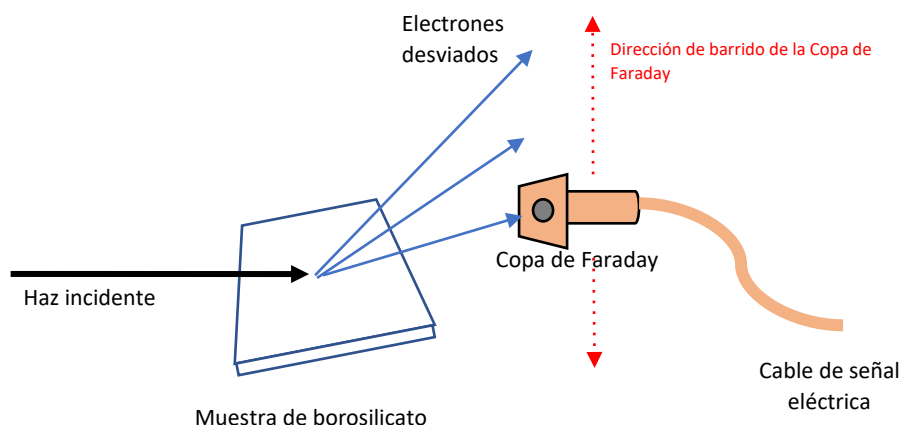 Electrones
desviados
Dirección de barrido de la Copa de
Faraday
Copa de Faraday
Haz incidente
Cable de señal
eléctrica
Muestra de borosilicato